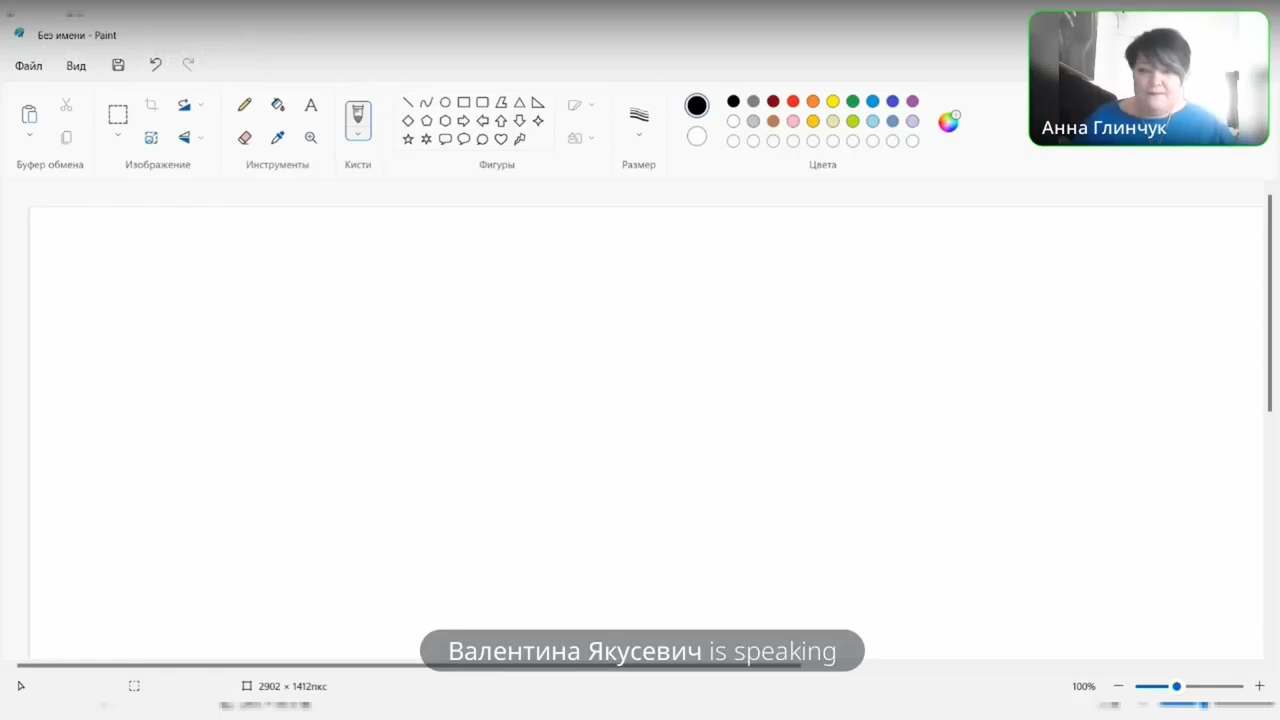 Без имени - Paint
Файл
Вид
Буфер обмена
Изображение
Инструменты
Кисти
Фигуры
Размер
Цвета
Анна Глинчук
Валентина Якусевич is speaking
2902 × 1412пкс
100%